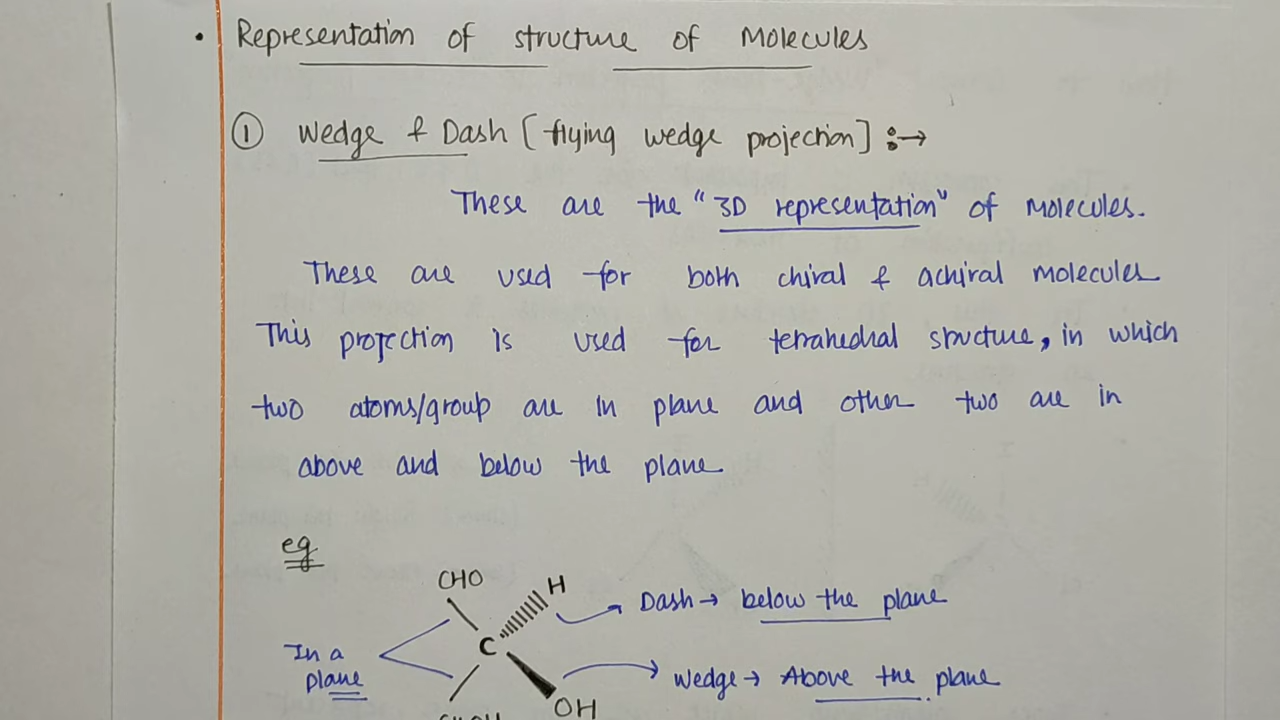 • Representation of structure of Molecules
① Wedge & Dash [flying wedge projection] :→
These are the "3D representation" of Molecules.
These are used for both chiral & achiral molecules
This projection is used for tetrahedral structure, in which
two atoms/group are in plane and other two are in
above and below the plane.
eg
CHO
H
Dash → below the plane
C
In a
plane
Wedge → Above the plane
OH